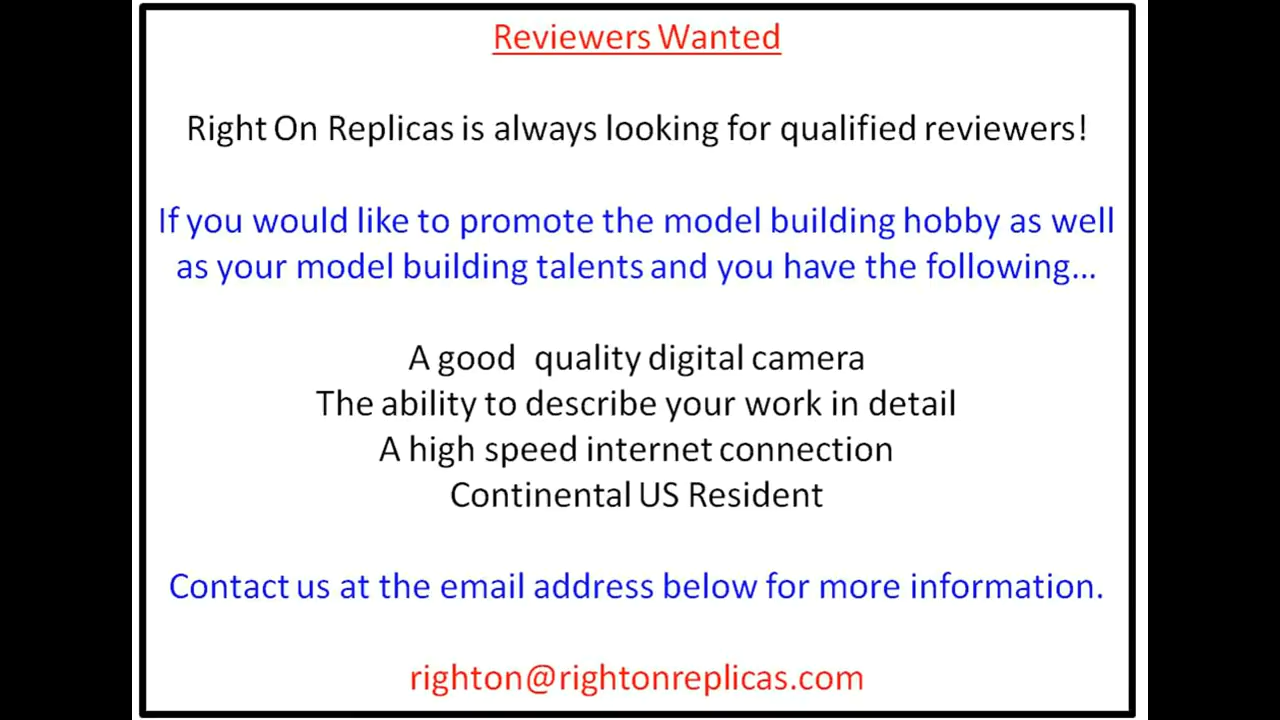 Reviewers Wanted
Right On Replicas is always looking for qualified reviewers!
If you would like to promote the model building hobby as well
as your model building talents and you have the following...
A good  quality digital camera
The ability to describe your work in detail
A high speed internet connection
Continental US Resident
Contact us at the email address below for more information.
righton@rightonreplicas.com